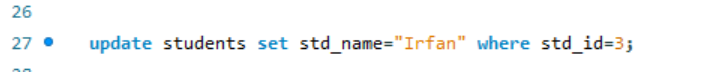 26
27 update students set std_name="Irfan" where std_id=3;